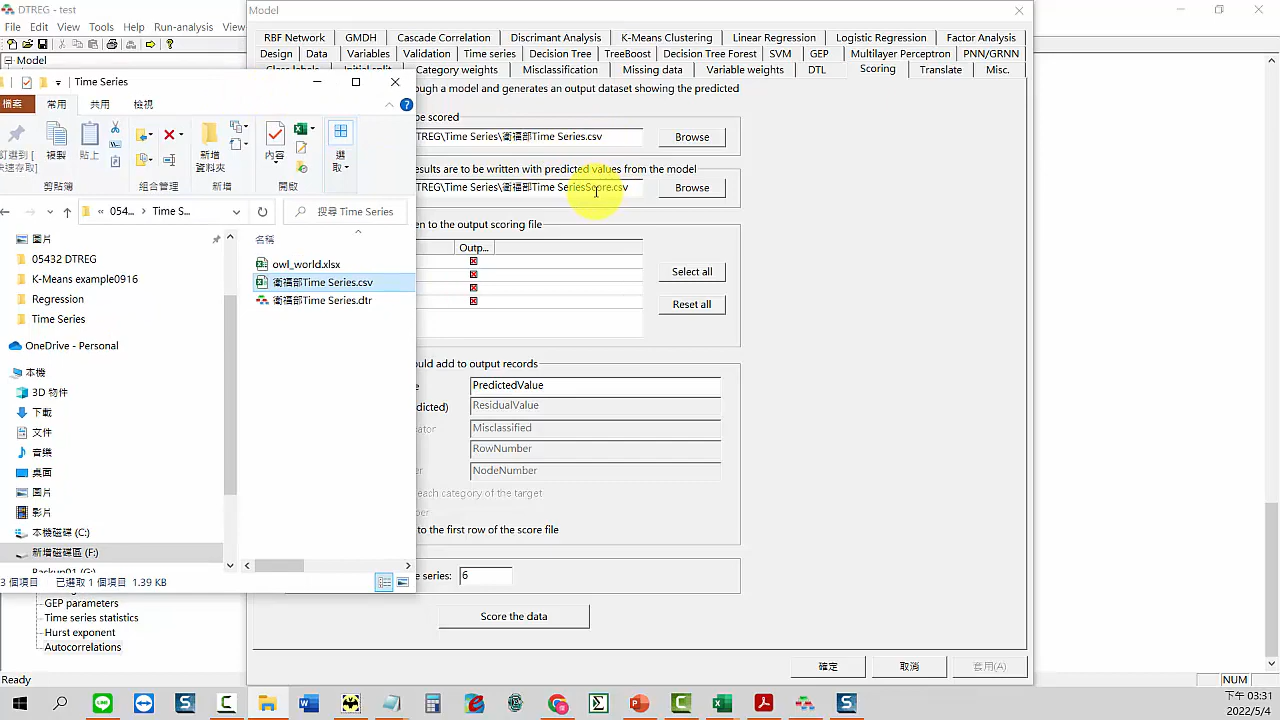 DTREG - test
File Edit View Tools Help Run-analysis View
Model
Model
RBF Network GMDH Cascade Correlation Discrimant Analysis K-Means Clustering Linear Regression Logistic Regression Factor Analysis
Design Data Variables Validation Time series Decision Tree TreeBoost Decision Tree Forest SVM GEP Multilayer Perceptron PNN/GRNN
Category weights Misclassification Missing data Variable weights DTL Scoring Translate Misc.
ough a model and generates an output dataset showing the predicted
be scored
TREG\Time Series\衛福部Time Series.csv
Browse
esults are to be written with predicted values from the model
TREG\Time Series\衛福部Time SeriesScore.csv
Browse
en to the output scoring file
Outp...
Select all
Reset all
ould add to output records
PredictedValue
dicted) ResidualValue
ator Misclassified
RowNumber
NodeNumber
each category of the target
ber
to the first row of the score file
e series: 6
Score the data
確定 取消 套用(A)
Time Series
檔案 常用 共用 檢視
複製 貼上
新增
資料夾
內容
選
取
剪貼簿 組合管理 新增 開啟
« 054... Time S...
搜尋 Time Series
圖片
05432 DTREG
K-Means example0916
Regression
Time Series
OneDrive - Personal
本機
3D 物件
下載
文件
音樂
桌面
圖片
影片
本機磁碟 (C:)
新增磁碟區 (F:)
名稱
owl_world.xlsx
衛福部Time Series.csv
衛福部Time Series.dtr
3 個項目 已選取 1 個項目 1.39 KB
GEP parameters
Time series statistics
Hurst exponent
Autocorrelations
Ready
NUM
下午 03:31
2022/5/4